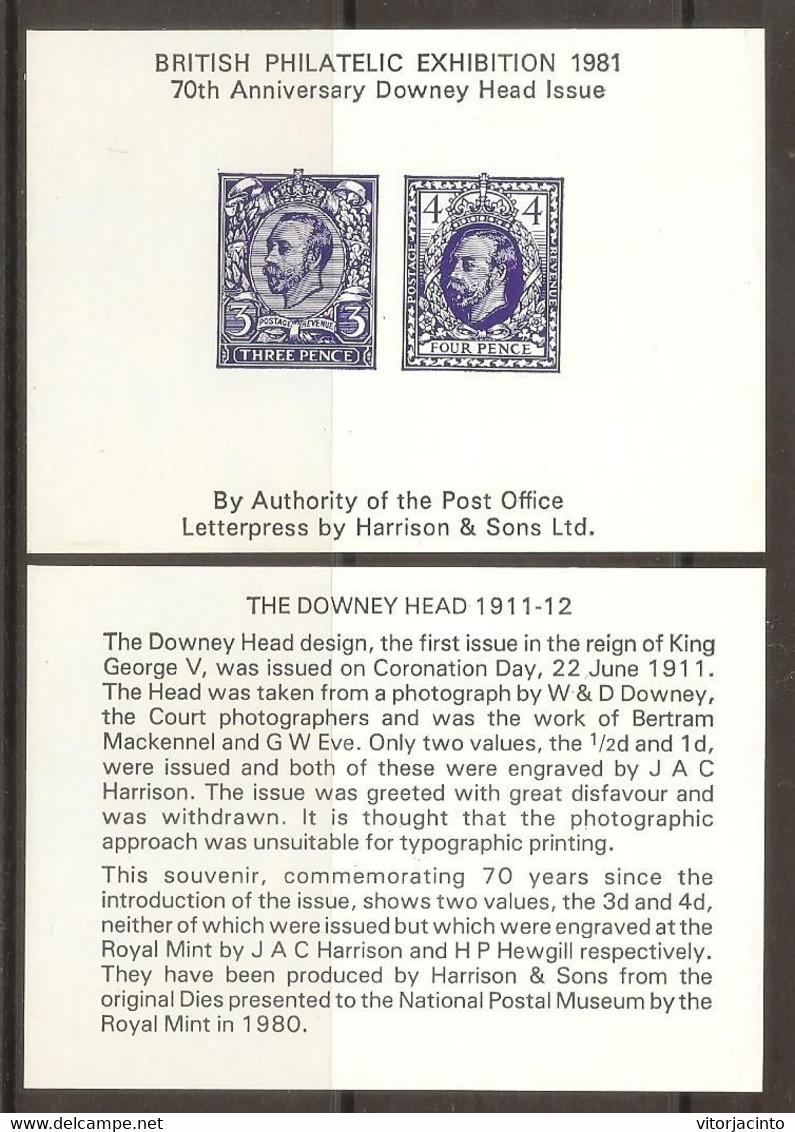 BRITISH PHILATELIC EXHIBITION 1981
70th Anniversary Downey Head Issue
3 POSTAGE REVENUE 3
THREE PENCE
4 4
POSTAGE REVENUE
FOUR PENCE
By Authority of the Post Office
Letterpress by Harrison & Sons Ltd.
THE DOWNEY HEAD 1911-12
The Downey Head design, the first issue in the reign of King
George V, was issued on Coronation Day, 22 June 1911.
The Head was taken from a photograph by W & D Downey,
the Court photographers and was the work of Bertram
Mackennel and G W Eve. Only two values, the 1/2d and 1d,
were issued and both of these were engraved by J A C
Harrison. The issue was greeted with great disfavour and
was withdrawn. It is thought that the photographic
approach was unsuitable for typographic printing.
This souvenir, commemorating 70 years since the
introduction of the issue, shows two values, the 3d and 4d,
neither of which were issued but which were engraved at the
Royal Mint by J A C Harrison and H P Hewgill respectively.
They have been produced by Harrison & Sons from the
original Dies presented to the National Postal Museum by the
Royal Mint in 1980.
DELCAMPE.NET
vitorjacinto